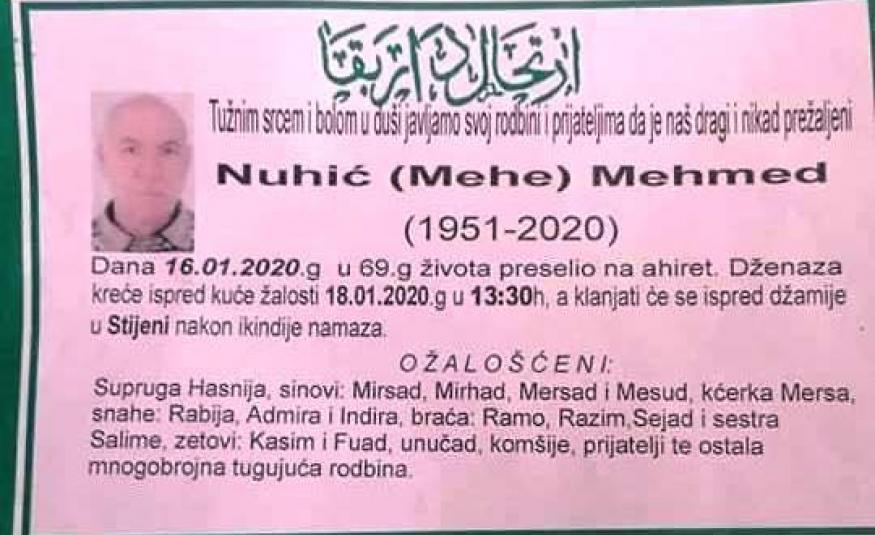 ارتحال دار بقا
Tužnim srcem i bolom u duši javljamo svoj rodbini i prijateljima da je naš dragi i nikad prežaljeni
Nuhić (Mehe) Mehmed
(1951-2020)
Dana 16.01.2020.g u 69.g života preselio na ahiret. Dženaza
kreće ispred kuće žalosti 18.01.2020.g u 13:30h, a klanjati će se ispred džamije
u Stijeni nakon ikindije namaza.
OŽALOŠĆENI:
Supruga Hasnija, sinovi: Mirsad, Mirhad, Mersad i Mesud, kćerka Mersa,
snahe: Rabija, Admira i Indira, braća: Ramo, Razim,Sejad i sestra
Salime, zetovi: Kasim i Fuad, unučad, komšije, prijatelji te ostala
mnogobrojna tugujuća rodbina.